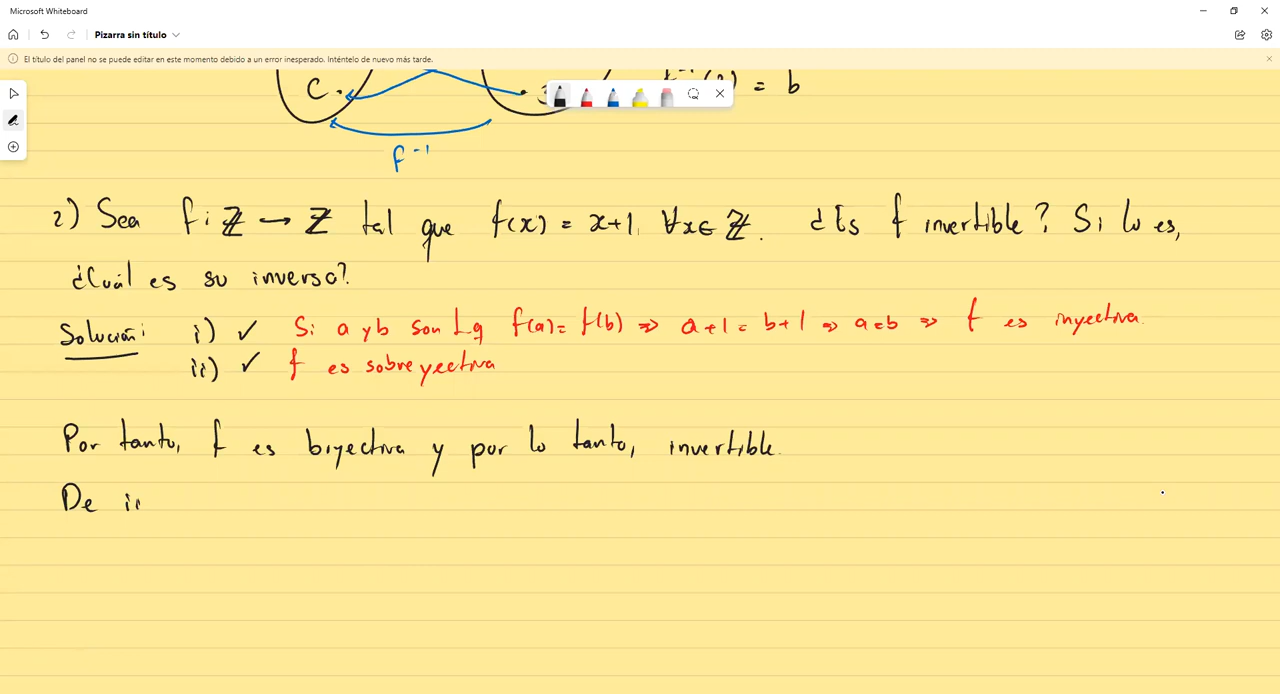 Microsoft Whiteboard
Pizarra sin título
El título del panel no se puede editar en este momento debido a un error inesperado. Inténtelo de nuevo más tarde.
C = b
f⁻¹
2) Sea f: ℤ → ℤ tal que f(x) = x+1, ∀x∈ ℤ. ¿Es f invertible? Si lo es,
¿Cuál es su inversa?
Solución: i) ✓ Si a y b son tq f(a) = f(b) ⇒ a+1 = b+1 ⇒ a=b ⇒ f es inyectiva.
ii) ✓ f es sobreyectiva
Por tanto, f es biyectiva y por lo tanto, invertible.
De ii